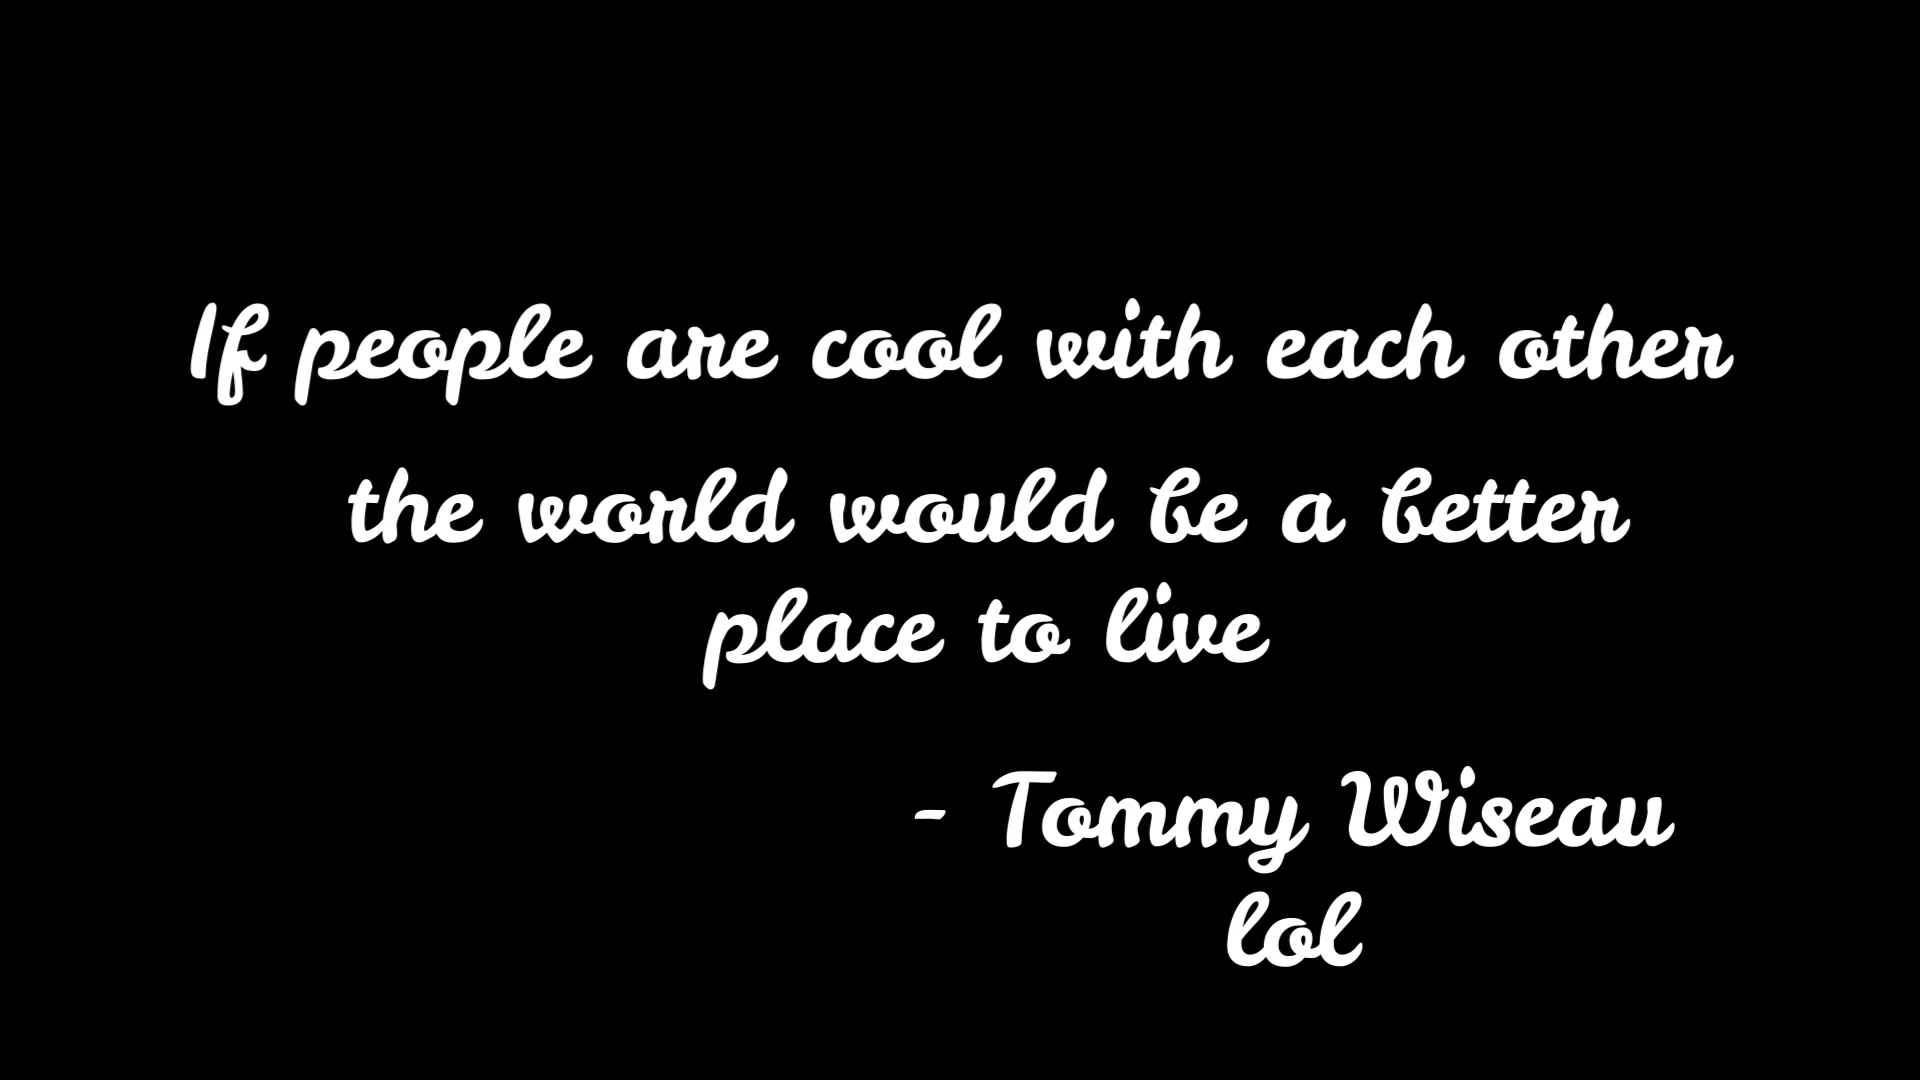 If people are cool with each other
the world would be a better
place to live
- Tommy Wiseau
lol